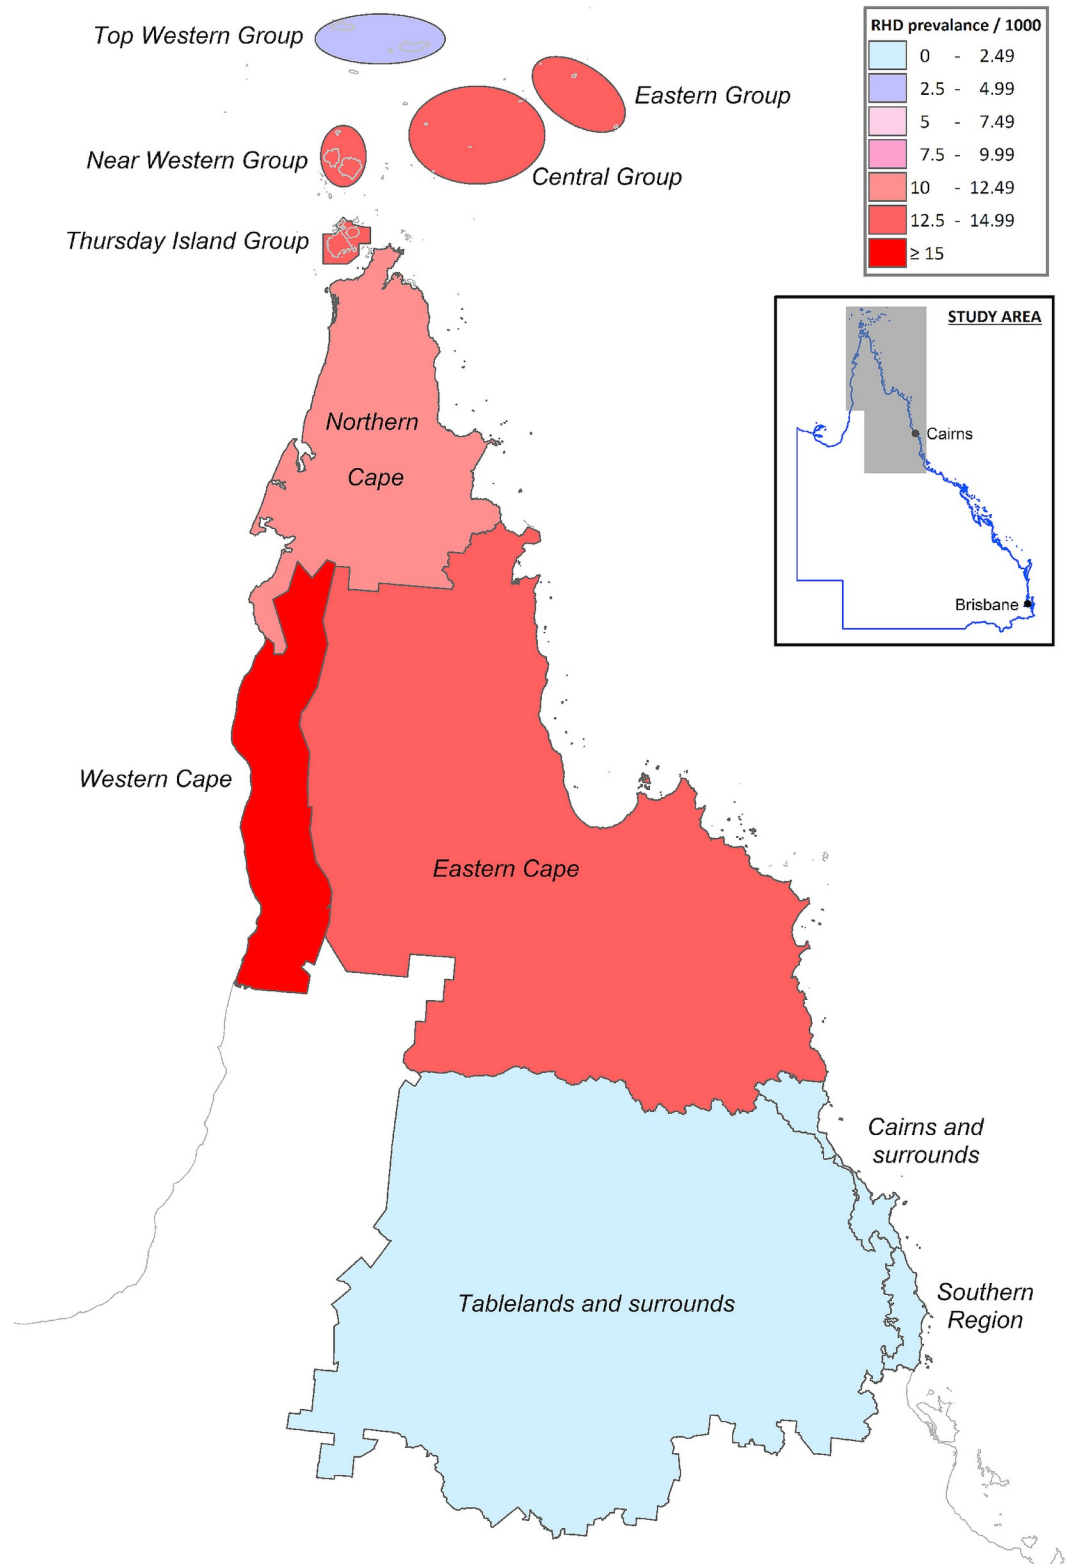 Top Western Group
Eastern Group
Near Western Group
Central Group
Thursday Island Group
RHD prevalance / 1000
0 - 2.49
2.5 - 4.99
5 - 7.49
7.5 - 9.99
10 - 12.49
12.5 - 14.99
≥ 15
STUDY AREA
Cairns
Brisbane
Northern
Cape
Western Cape
Eastern Cape
Cairns and
surrounds
Tablelands and surrounds
Southern
Region